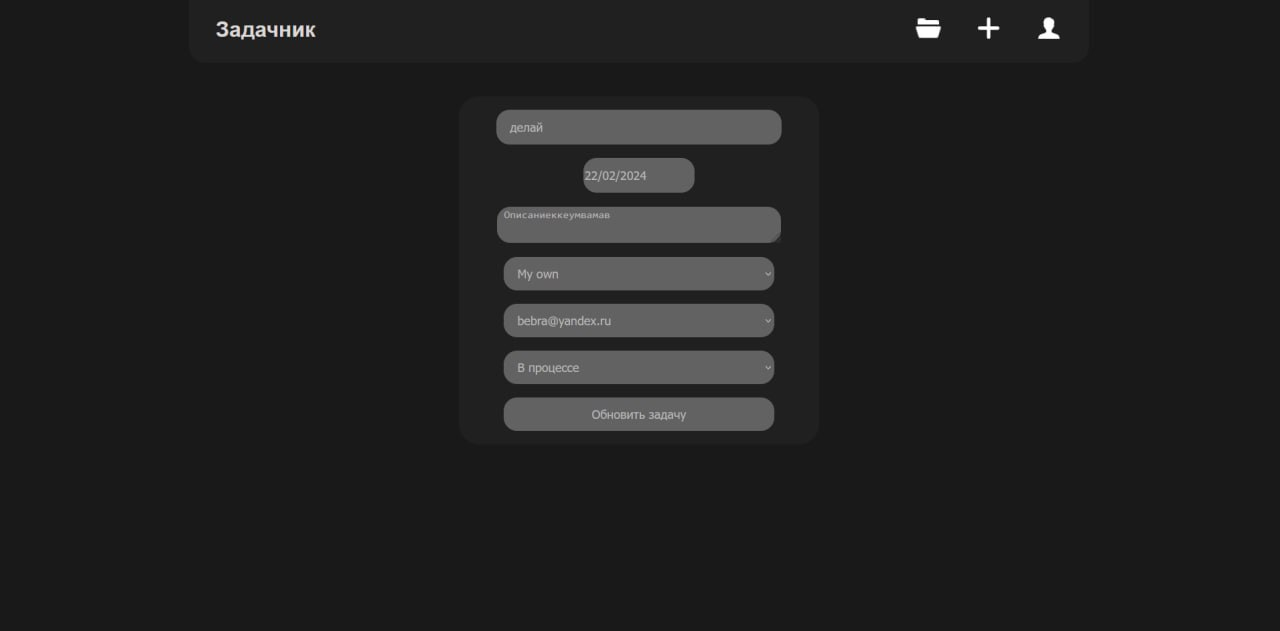 Задачник
делай
22/02/2024
Описаниеккеумвамав
My own
bebra@yandex.ru
В процессе
Обновить задачу